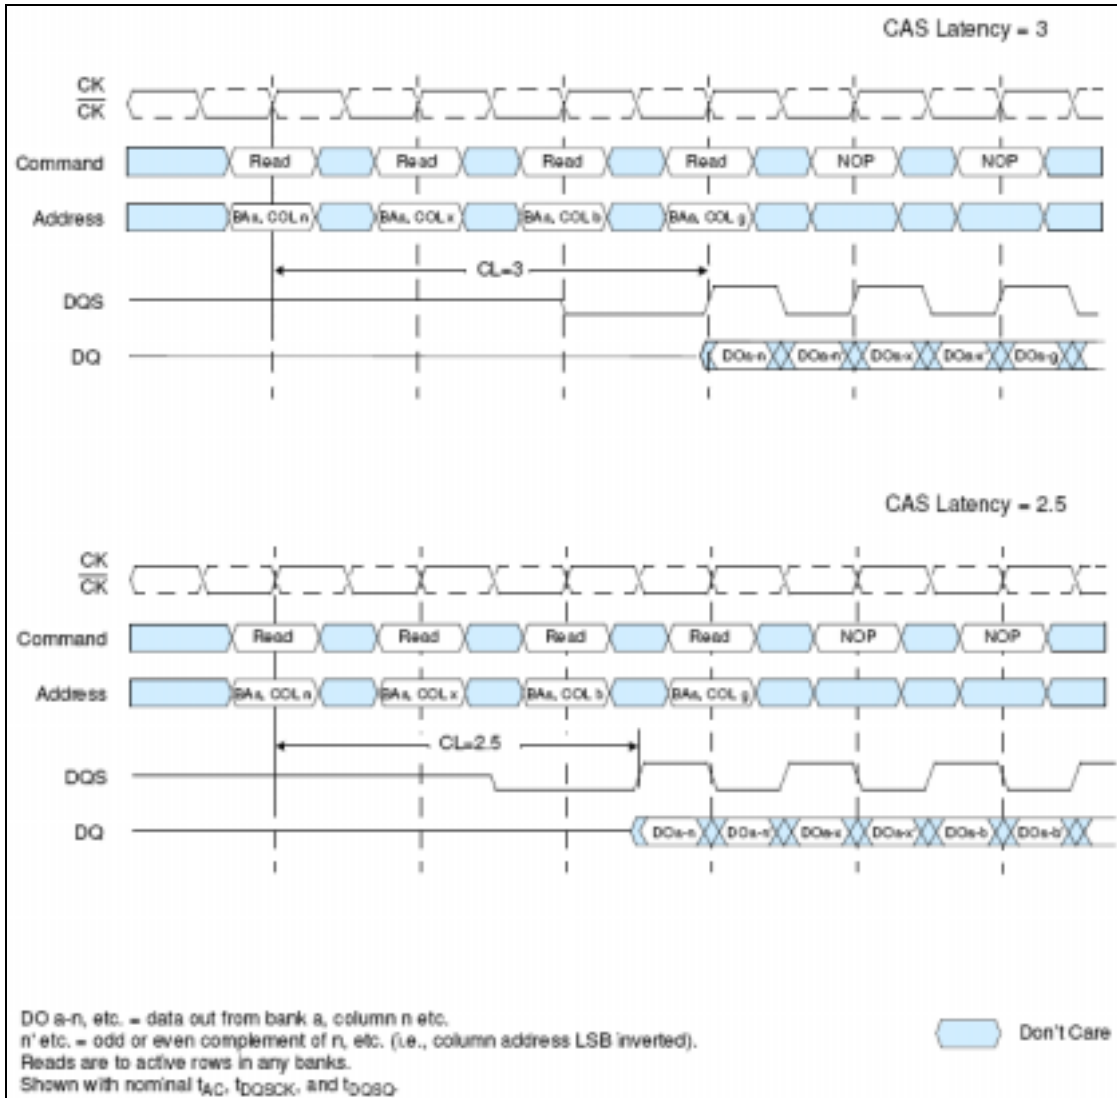 CAS Latency = 3
CK
CK
Command Read Read Read Read NOP NOP
Address BAa, COL n BAa, COL x BAa, COL b BAa, COL g
CL=3
DQS
DQ DOa-n DOa-n' DOa-x DOa-x' DOa-g
CAS Latency = 2.5
CK
CK
Command Read Read Read Read NOP NOP
Address BAa, COL n BAa, COL x BAa, COL b BAa, COL g
CL=2.5
DQS
DQ DOa-n DOa-n' DOa-x DOa-x' DOa-b DOa-b'
DO a-n, etc. = data out from bank a, column n etc.
n' etc. = odd or even complement of n, etc. (i.e., column address LSB inverted).
Reads are to active rows in any banks.
Shown with nominal tAC, tDQSCK, and tDQSQ.
Don't Care